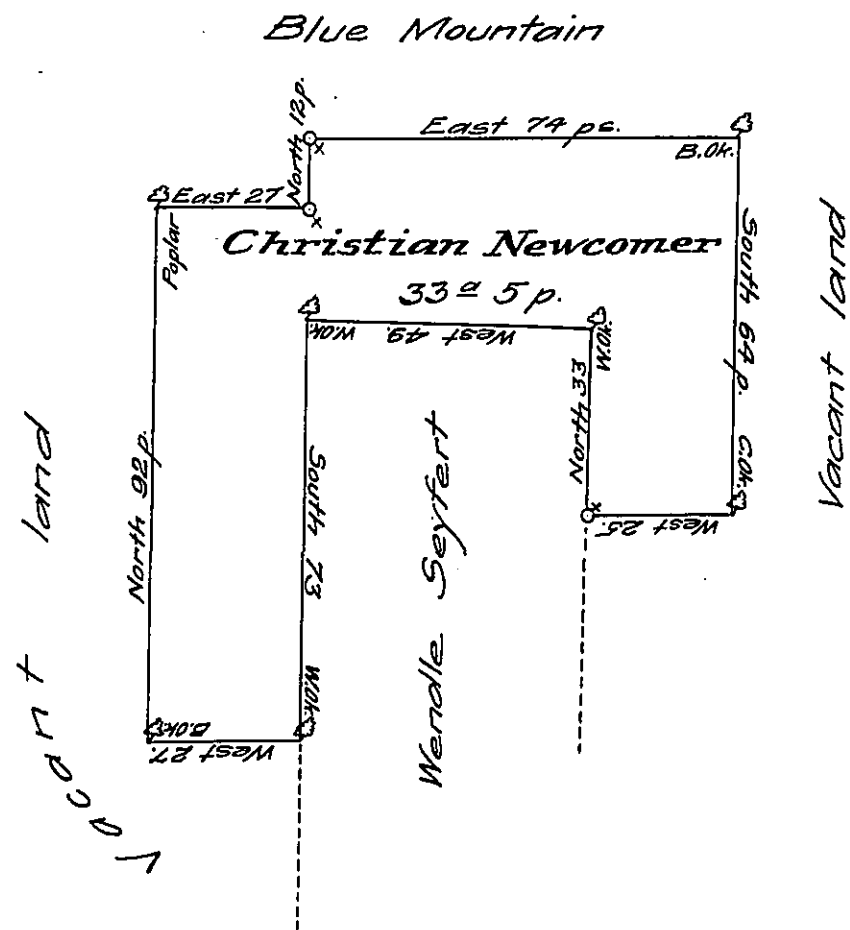 Blue Mountain
North 12p.
East 74 ps.
B.Ok.
East 27
Poplar
Christian Newcomer
33 a 5 p.
South 64 p.
Vacant land
W.Ok.
West 49.
W.Ok.
North 33
C.Ok.
West 25.
North 92 p.
South 73
Wendle Seyfert
W.Ok.
B.Ok.
West 27.
Vacant land
x
x
x